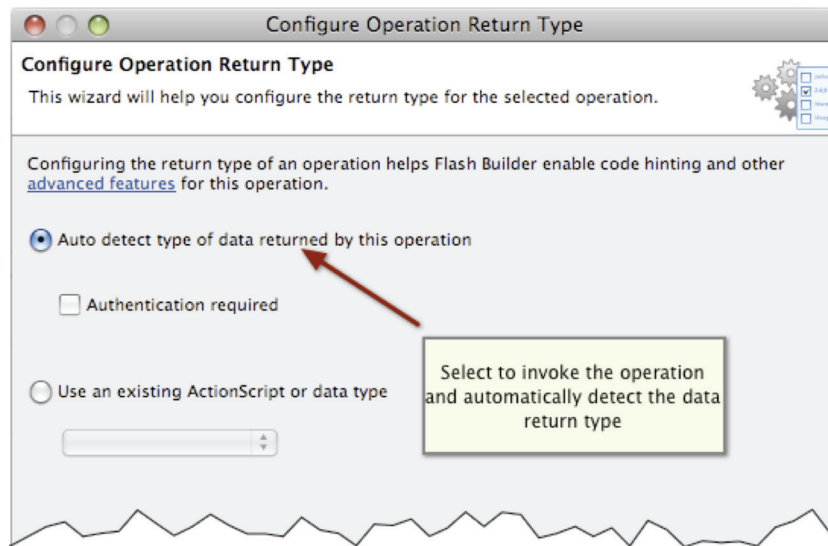 Configure Operation Return Type
Configure Operation Return Type
This wizard will help you configure the return type for the selected operation.
Configuring the return type of an operation helps Flash Builder enable code hinting and other
advanced features for this operation.
Auto detect type of data returned by this operation
Authentication required
Select to invoke the operation
and automatically detect the data
return type
Use an existing ActionScript or data type